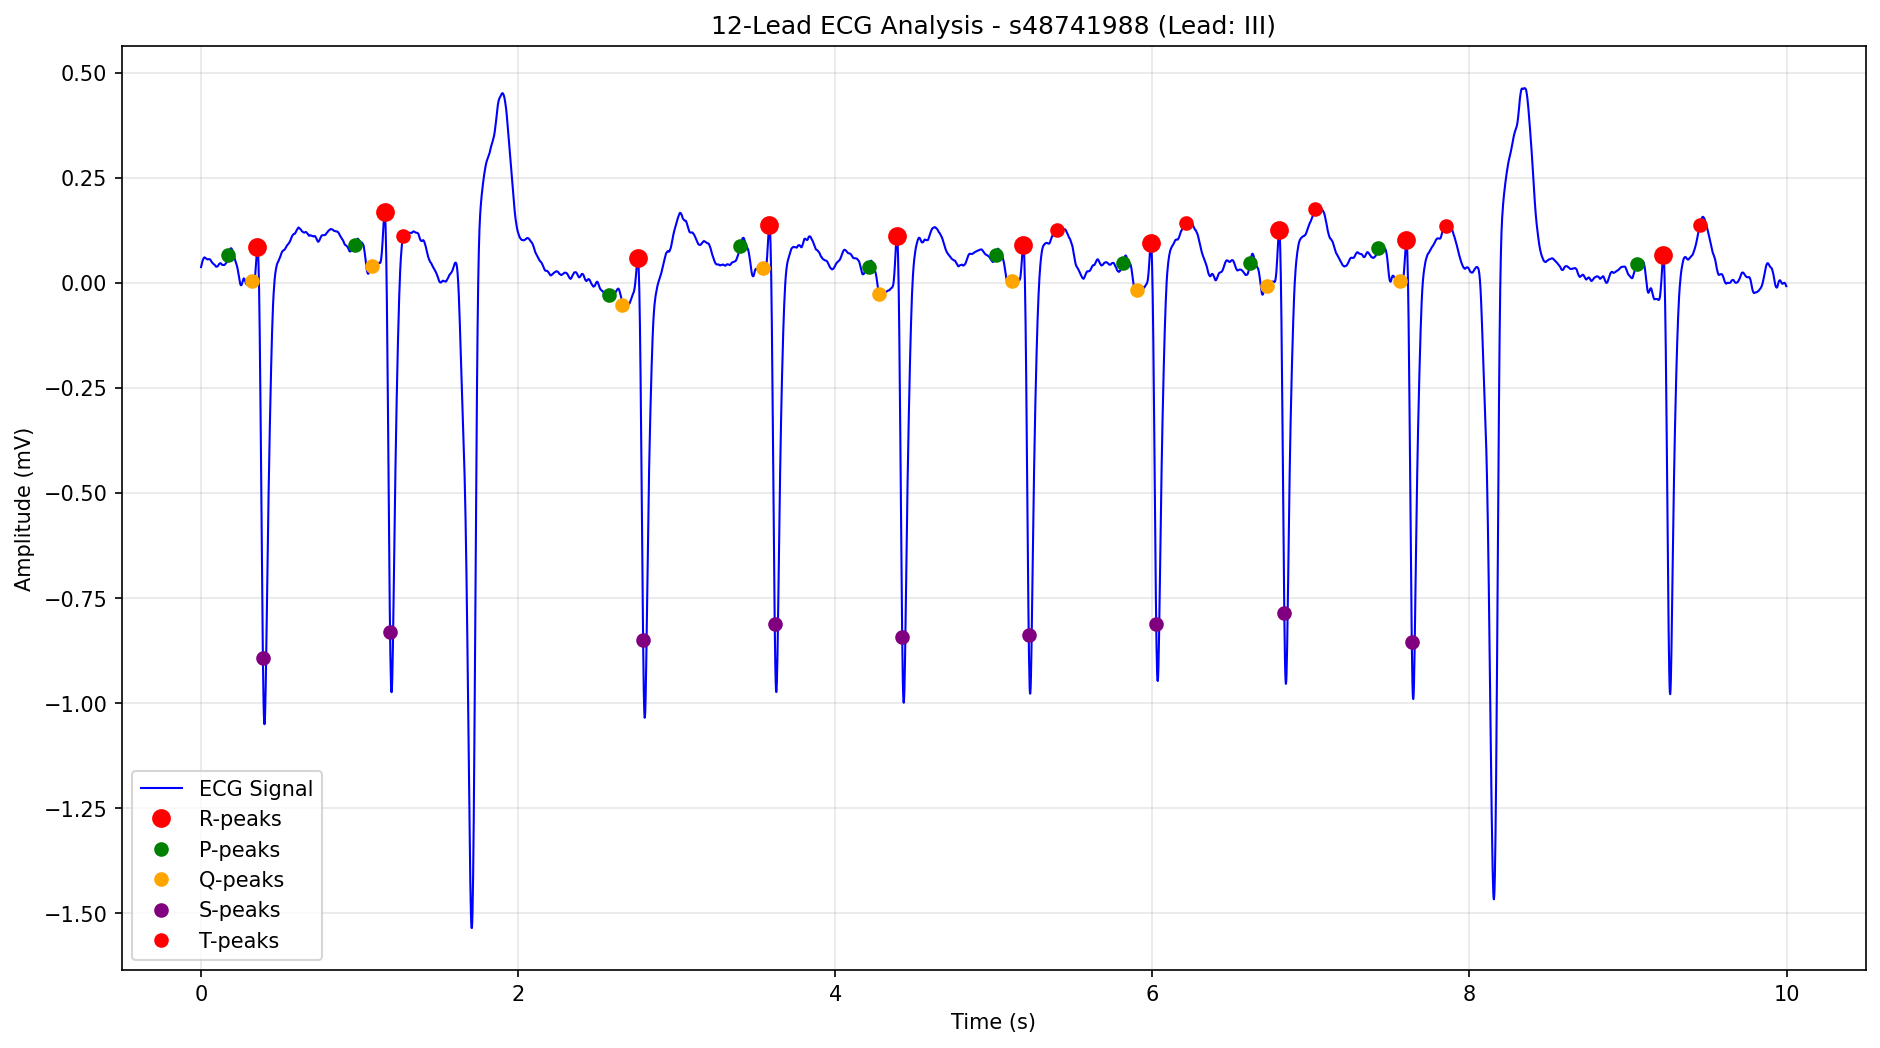 12-Lead ECG Analysis - s48741988 (Lead: III)
Amplitude (mV)
0.50
0.25
0.00
−0.25
−0.50
−0.75
−1.00
−1.25
−1.50
ECG Signal
R-peaks
P-peaks
Q-peaks
S-peaks
T-peaks
0 2 4 6 8 10
Time (s)